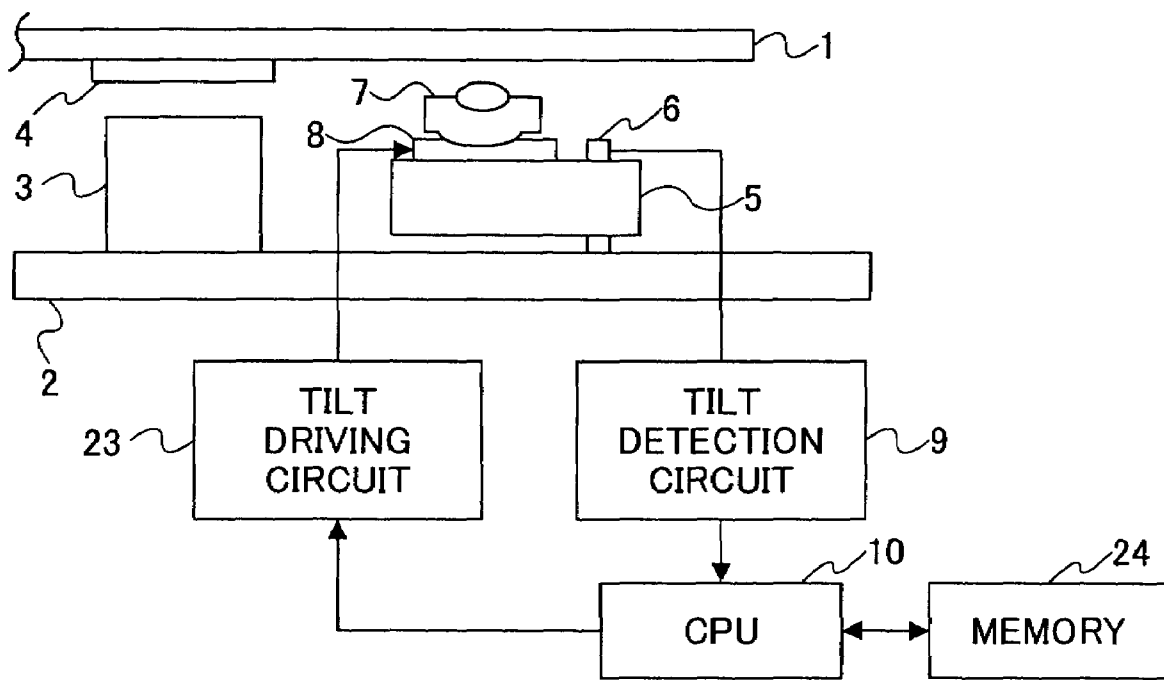 1
7
4
8
6
3
5
2
TILT
DRIVING
CIRCUIT
23
TILT
DETECTION
CIRCUIT
9
10
24
CPU
MEMORY